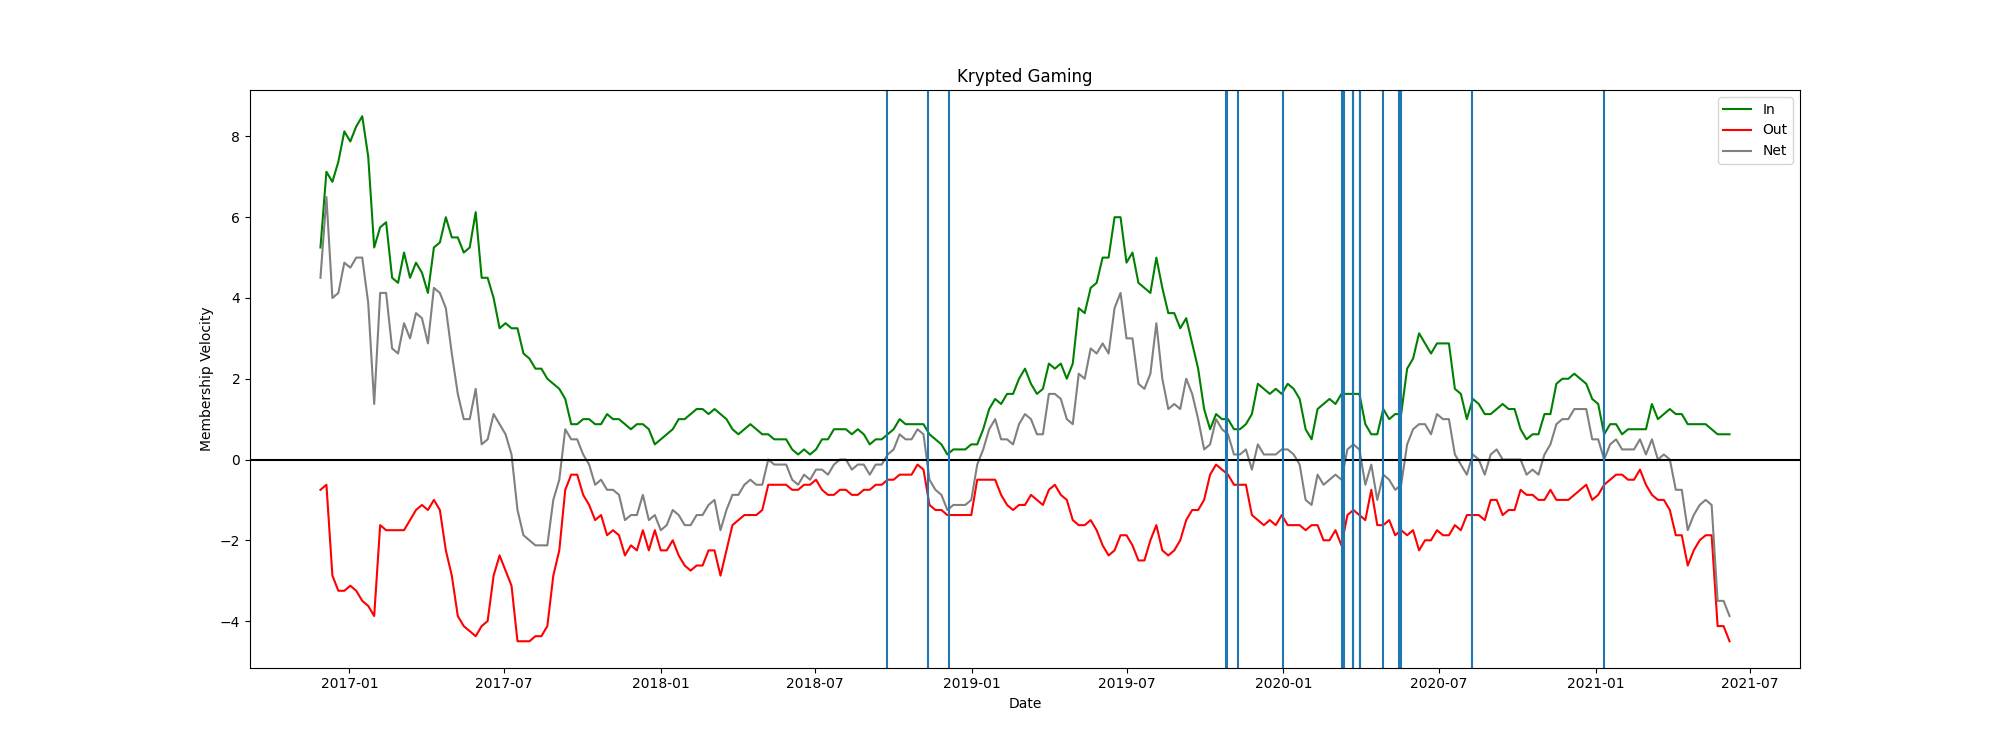 Krypted Gaming
In
Out
Net
Membership Velocity
8
6
4
2
0
−2
−4
2017-01 2017-07 2018-01 2018-07 2019-01 2019-07 2020-01 2020-07 2021-01 2021-07
Date